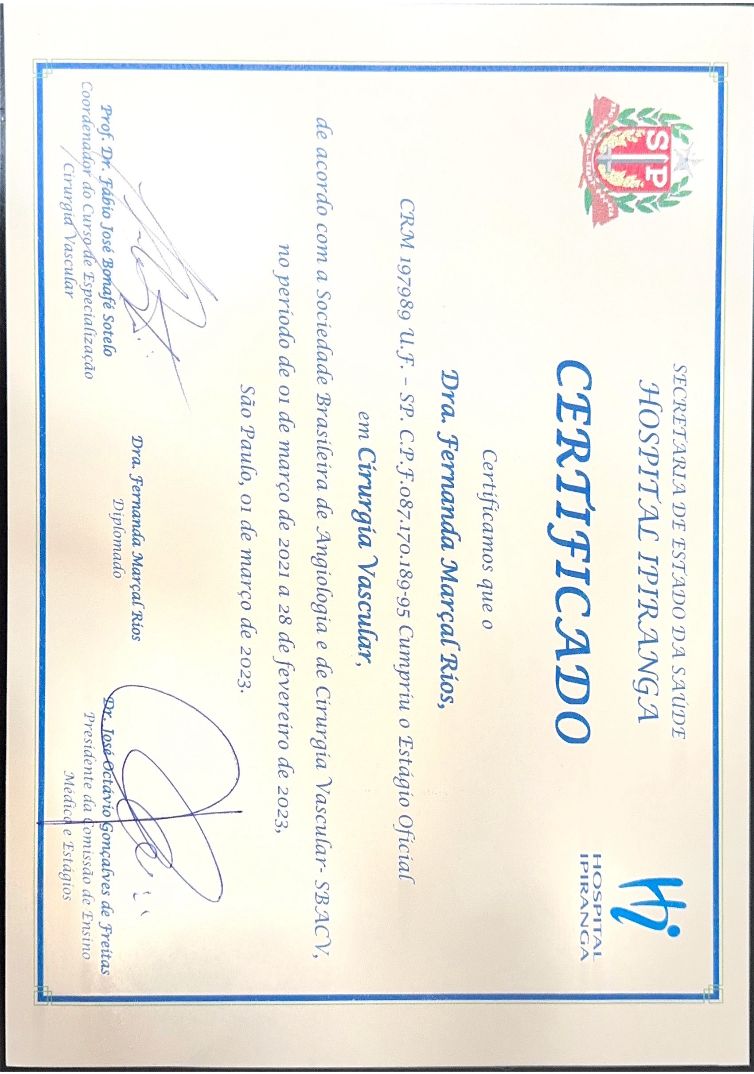 SECRETARIA DE ESTADO DA SAÚDE
HOSPITAL IPIRANGA
SP
HOSPITAL
IPIRANGA
CERTIFICADO
Certificamos que o
Dra. Fernanda Marçal Rios,
CRM 197989 U.F. – SP. C.P.F.087.170.189-95 Cumpriu o Estágio Oficial
em Cirurgia Vascular,
de acordo com a Sociedade Brasileira de Angiologia e de Cirurgia Vascular- SBACV,
no período de 01 de março de 2021 a 28 de fevereiro de 2023,
São Paulo, 01 de março de 2023.
Prof. Dr. Fábio José Bonafé Sotelo
Coordenador do Curso de Especialização
Cirurgia Vascular
Dra. Fernanda Marçal Rios
Diplomado
Dr. José Octávio Gonçalves de Freitas
Presidente da Comissão de Ensino
Médico e Estágios